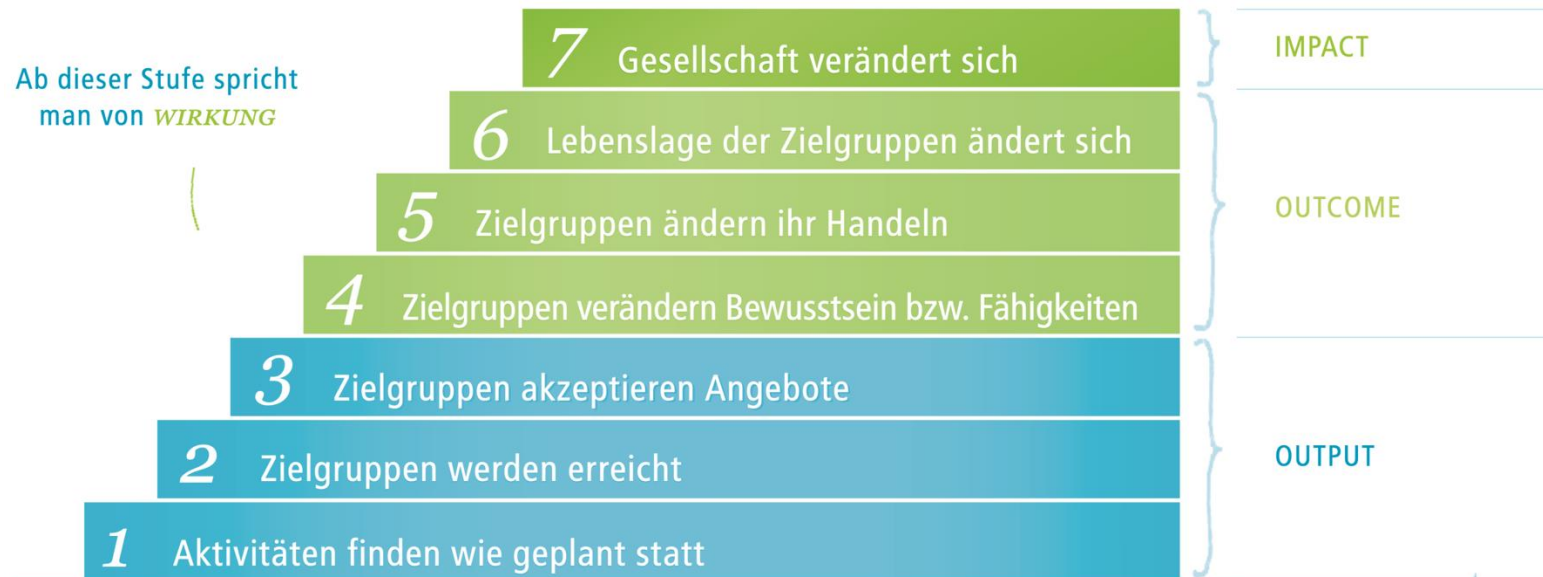 7 Gesellschaft verändert sich
IMPACT
Ab dieser Stufe spricht
man von WIRKUNG
6 Lebenslage der Zielgruppen ändert sich
5 Zielgruppen ändern ihr Handeln
OUTCOME
4 Zielgruppen verändern Bewusstsein bzw. Fähigkeiten
3 Zielgruppen akzeptieren Angebote
2 Zielgruppen werden erreicht
OUTPUT
1 Aktivitäten finden wie geplant statt